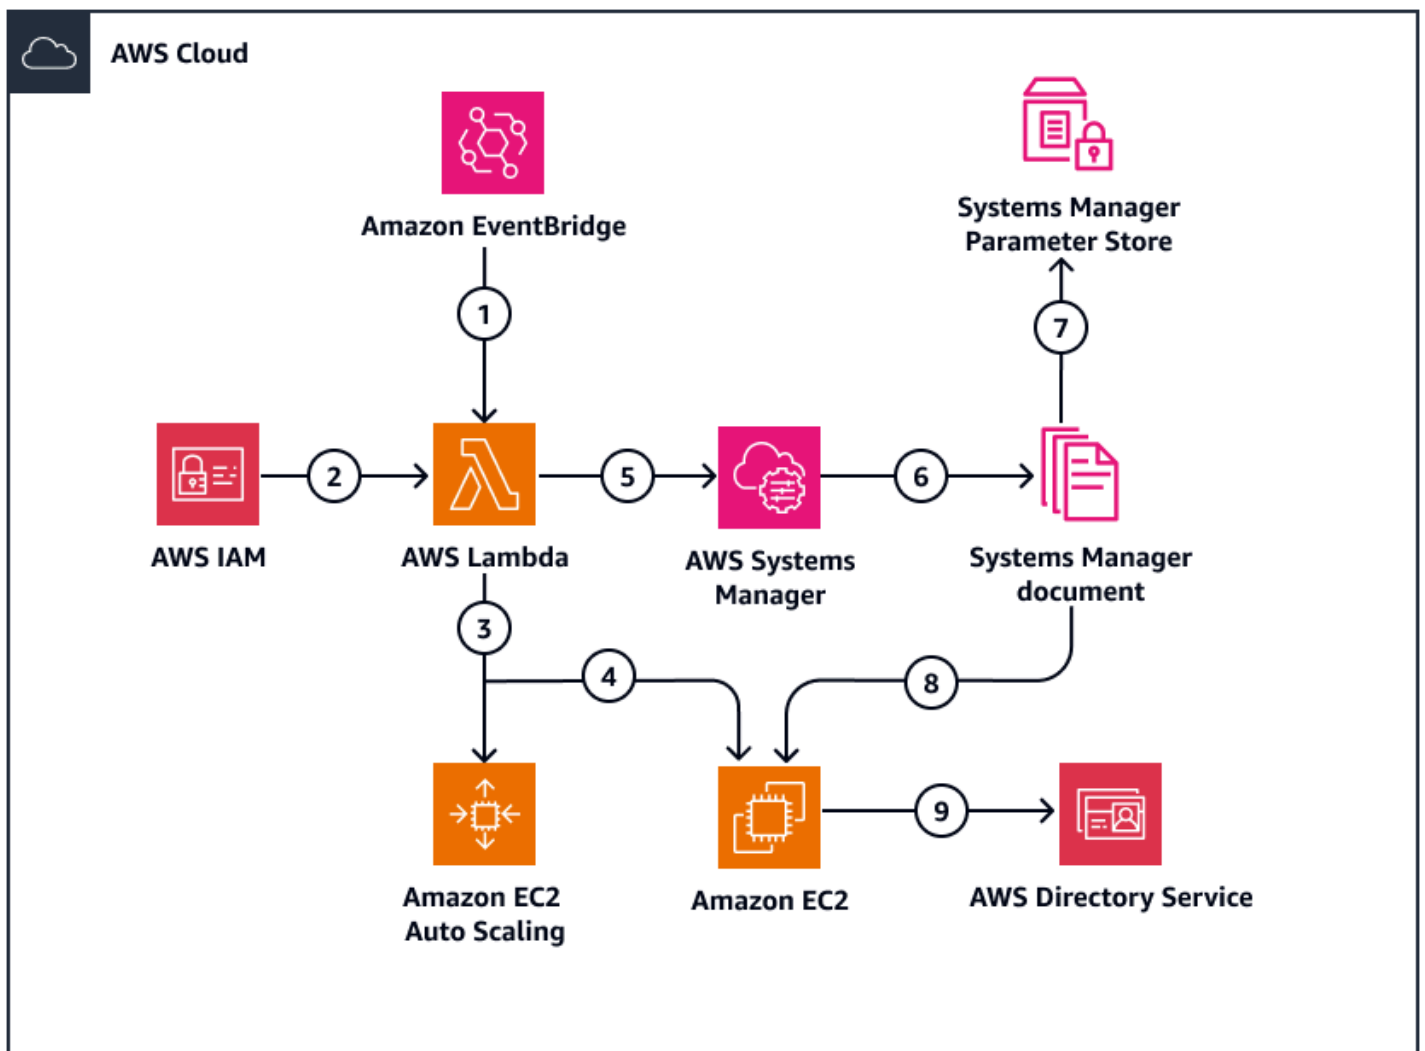 AWS Cloud
Amazon EventBridge
Systems Manager
Parameter Store
1
7
2
5
6
AWS IAM
AWS Lambda
AWS Systems
Manager
Systems Manager
document
3
4
8
9
Amazon EC2
Auto Scaling
Amazon EC2
AWS Directory Service